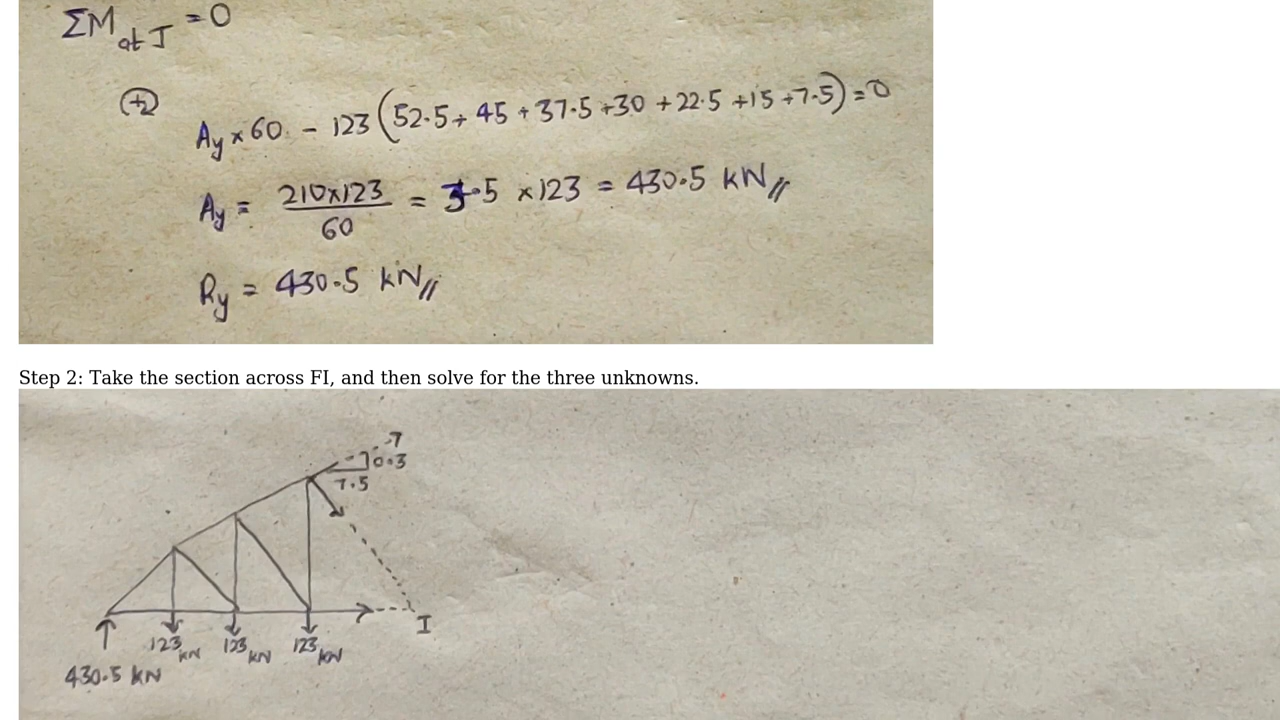 ΣM at I = 0
(+↻) Ay × 60 - 123 (52.5 + 45 + 37.5 + 30 + 22.5 + 15 + 7.5) = 0
Ay = 210×123 / 60 = 3.5 × 123 = 430.5 kN //
Ry = 430.5 kN //
Step 2: Take the section across FI, and then solve for the three unknowns.
7
0.3
7.5
I
123 kN 123 kN 123 kN
430.5 kN